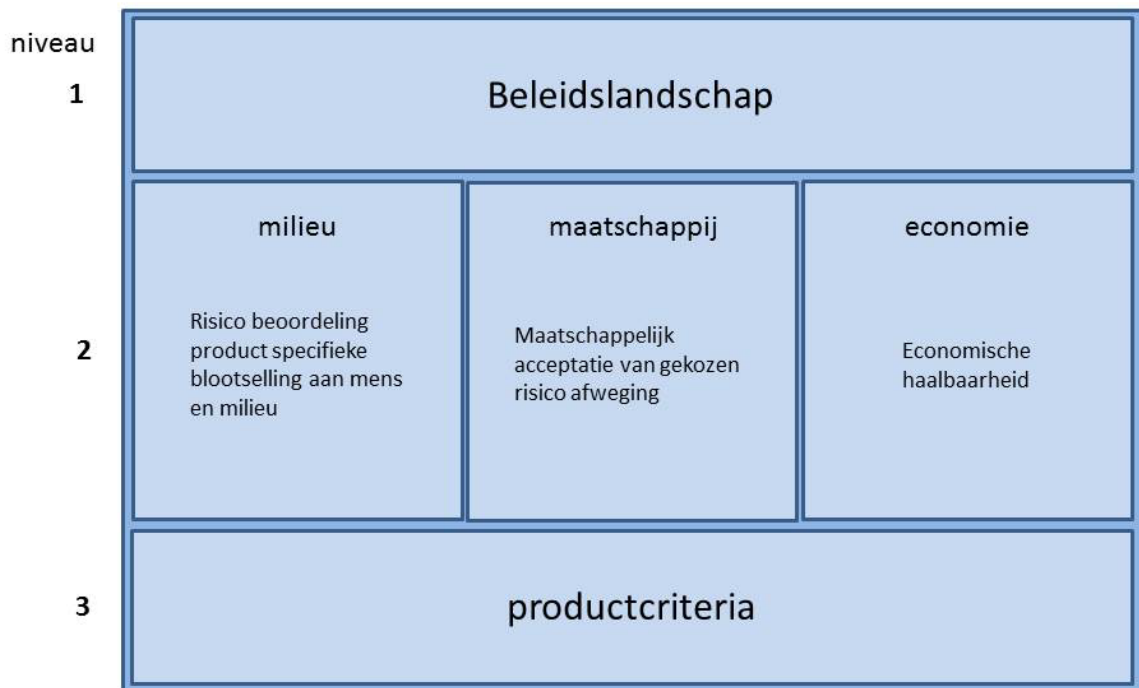 niveau
1
Beleidslandschap
2
milieu
Risico beoordeling
product specifieke
blootselling aan mens
en milieu
maatschappij
Maatschappelijk
acceptatie van gekozen
risico afweging
economie
Economische
haalbaarheid
3
productcriteria